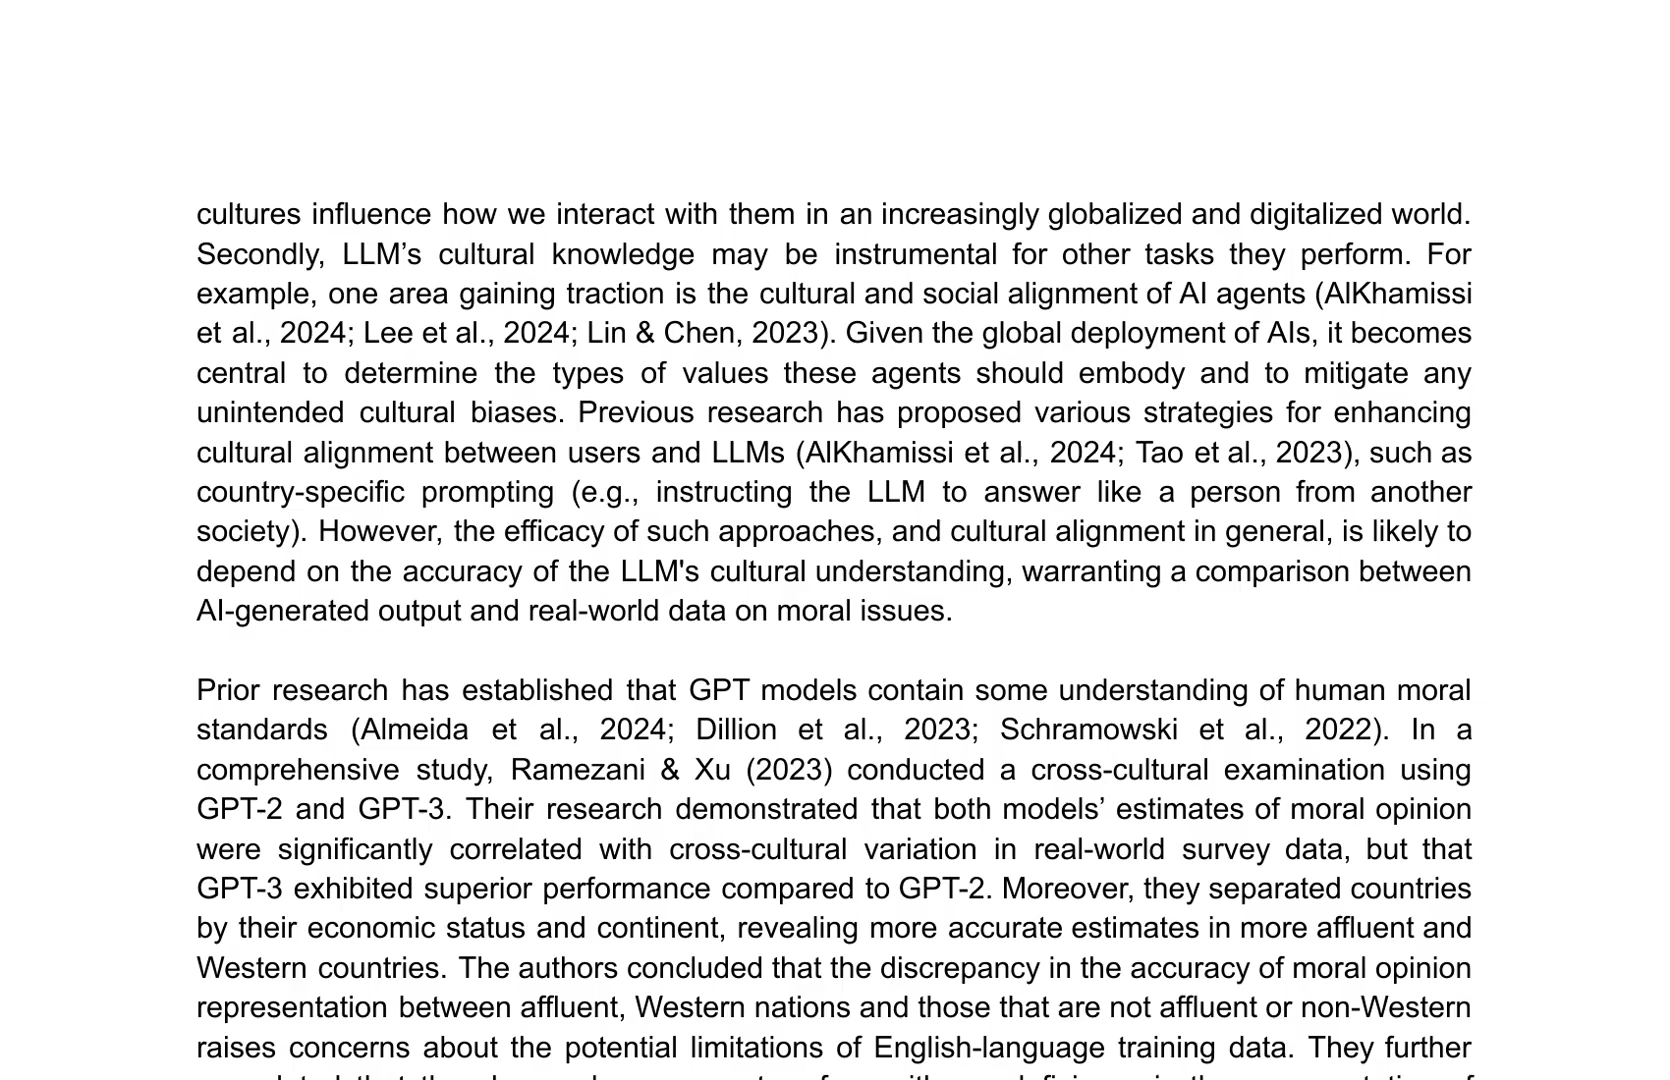 cultures influence how we interact with them in an increasingly globalized and digitalized world.
Secondly, LLM’s cultural knowledge may be instrumental for other tasks they perform. For
example, one area gaining traction is the cultural and social alignment of AI agents (AlKhamissi
et al., 2024; Lee et al., 2024; Lin & Chen, 2023). Given the global deployment of AIs, it becomes
central to determine the types of values these agents should embody and to mitigate any
unintended cultural biases. Previous research has proposed various strategies for enhancing
cultural alignment between users and LLMs (AlKhamissi et al., 2024; Tao et al., 2023), such as
country-specific prompting (e.g., instructing the LLM to answer like a person from another
society). However, the efficacy of such approaches, and cultural alignment in general, is likely to
depend on the accuracy of the LLM's cultural understanding, warranting a comparison between
AI-generated output and real-world data on moral issues.
Prior research has established that GPT models contain some understanding of human moral
standards (Almeida et al., 2024; Dillion et al., 2023; Schramowski et al., 2022). In a
comprehensive study, Ramezani & Xu (2023) conducted a cross-cultural examination using
GPT-2 and GPT-3. Their research demonstrated that both models’ estimates of moral opinion
were significantly correlated with cross-cultural variation in real-world survey data, but that
GPT-3 exhibited superior performance compared to GPT-2. Moreover, they separated countries
by their economic status and continent, revealing more accurate estimates in more affluent and
Western countries. The authors concluded that the discrepancy in the accuracy of moral opinion
representation between affluent, Western nations and those that are not affluent or non-Western
raises concerns about the potential limitations of English-language training data. They further